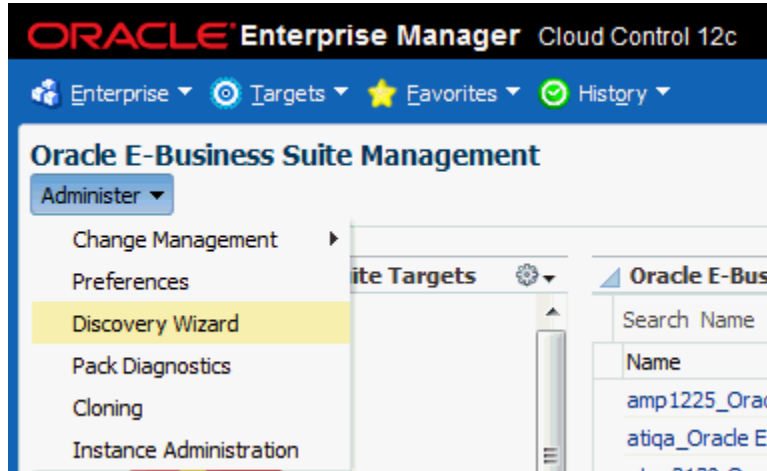 ORACLE Enterprise Manager Cloud Control 12c
Enterprise Targets Favorites History
Oracle E-Business Suite Management
Administer
Change Management
Preferences
ite Targets
Oracle E-Bus
Discovery Wizard
Search Name
Pack Diagnostics
Name
Cloning
amp1225_Orac
Instance Administration
atiqa_Oracle E